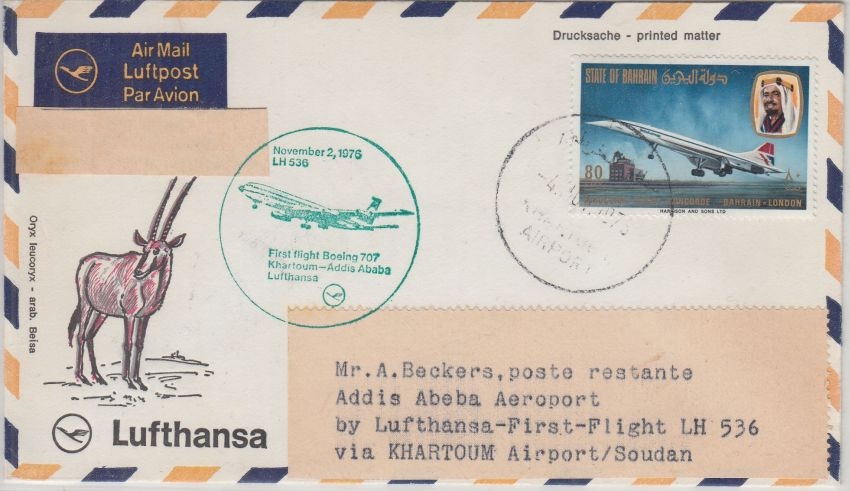 Drucksache - printed matter
Air Mail
Luftpost
Par Avion
STATE OF BAHRAIN دولة البحرين
80
CONCORDE - BAHRAIN - LONDON
HARRISON AND SONS LTD
November 2, 1976
LH 536
First flight Boeing 707
Khartoum-Addis Ababa
Lufthansa
AIRPORT
Oryx leucoryx - arab. Beisa
Lufthansa
Mr.A.Beckers,poste restante
Addis Abeba Aeroport
by Lufthansa-First-Flight LH 536
via KHARTOUM Airport/Soudan